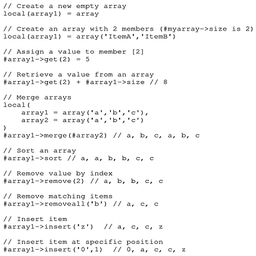 // Create a new empty array
local(array1) = array
// Create an array with 2 members (#myarray->size is 2)
local(array1) = array('ItemA','ItemB')
// Assign a value to member [2]
#array1->get(2) = 5
// Retrieve a value from an array
#array1->get(2) + #array1->size // 8
// Merge arrays
local(
array1 = array('a','b','c'),
array2 = array('a','b','c')
)
#array1->merge(#array2) // a, b, c, a, b, c
// Sort an array
#array1->sort // a, a, b, b, c, c
// Remove value by index
#array1->remove(2) // a, b, b, c, c
// Remove matching items
#array1->removeall('b') // a, c, c
// Insert item
#array1->insert('z')  // a, c, c, z
// Insert item at specific position
#array1->insert('0',1)  // 0, a, c, c, z